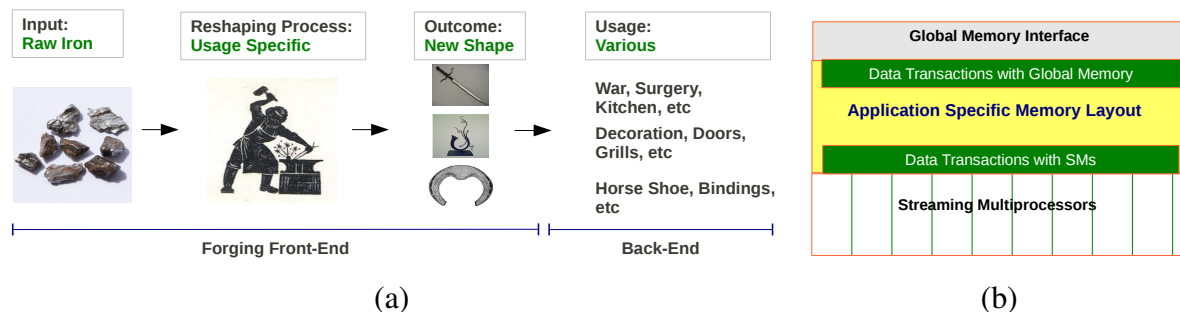 Input:
Raw Iron
Reshaping Process:
Usage Specific
Outcome:
New Shape
Usage:
Various
War, Surgery,
Kitchen, etc
Decoration, Doors,
Grills, etc
Horse Shoe, Bindings,
etc
Forging Front-End
Back-End
(a)
Global Memory Interface
Data Transactions with Global Memory
Application Specific Memory Layout
Data Transactions with SMs
Streaming Multiprocessors
(b)